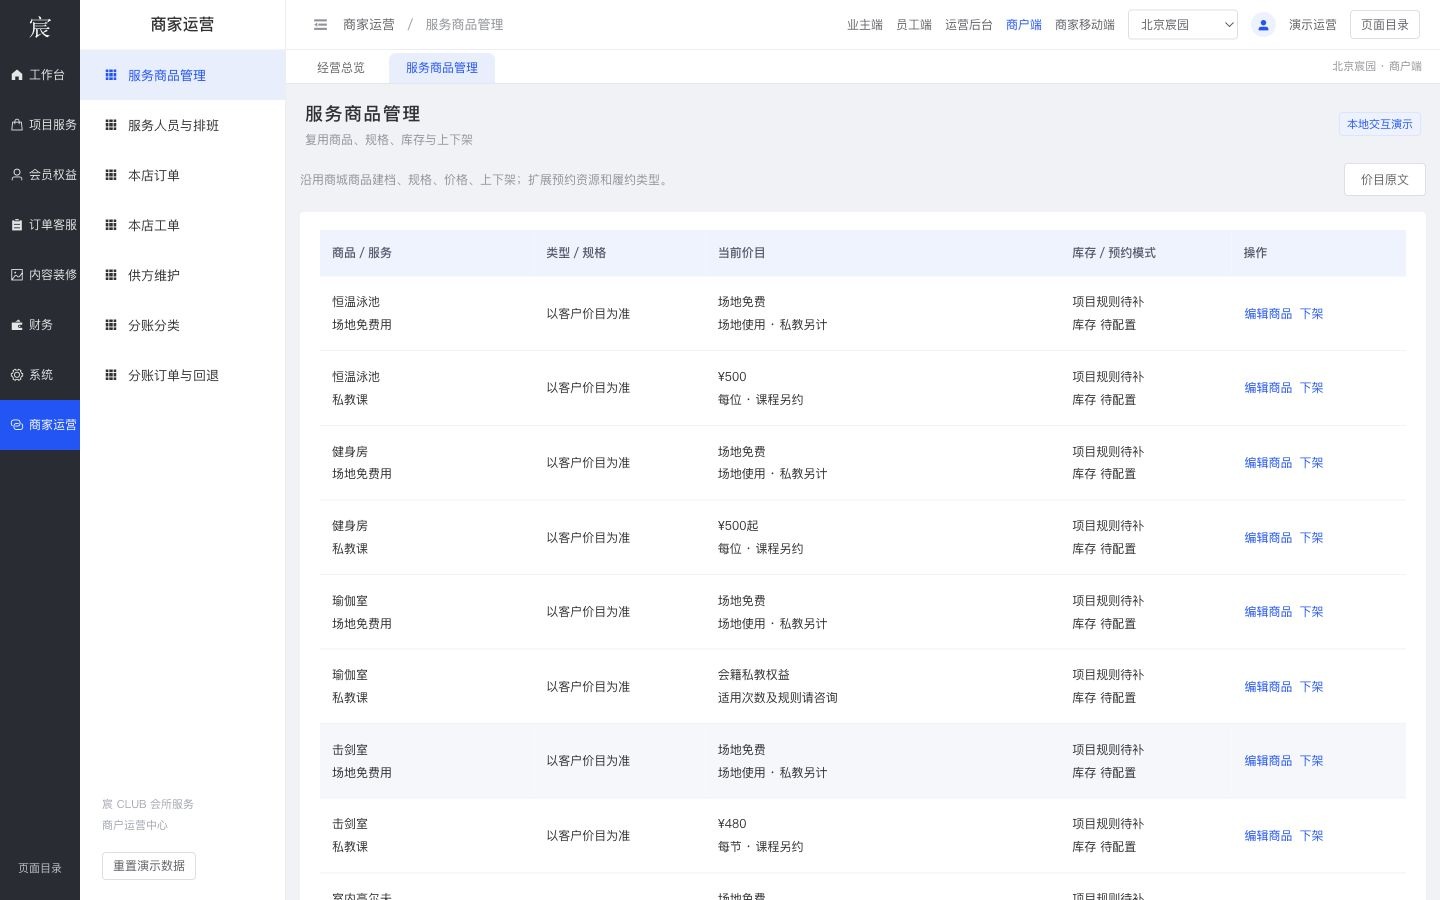 宸
工作台
项目服务
会员权益
订单客服
内容装修
财务
系统
商家运营
页面目录
商家运营
服务商品管理
服务人员与排班
本店订单
本店工单
供方维护
分账分类
分账订单与回退
宸 CLUB 会所服务
商户运营中心
重置演示数据
商家运营 / 服务商品管理
业主端 员工端 运营后台 商户端 商家移动端 北京宸园 演示运营 页面目录
经营总览 服务商品管理 北京宸园 · 商户端
服务商品管理
复用商品、规格、库存与上下架
本地交互演示
沿用商城商品建档、规格、价格、上下架；扩展预约资源和履约类型。
价目原文
商品 / 服务 类型 / 规格 当前价目 库存 / 预约模式 操作
恒温泳池
场地免费用
以客户价目为准
场地免费
场地使用 · 私教另计
项目规则待补
库存 待配置
编辑商品 下架
恒温泳池
私教课
以客户价目为准
¥500
每位 · 课程另约
项目规则待补
库存 待配置
编辑商品 下架
健身房
场地免费用
以客户价目为准
场地免费
场地使用 · 私教另计
项目规则待补
库存 待配置
编辑商品 下架
健身房
私教课
以客户价目为准
¥500起
每位 · 课程另约
项目规则待补
库存 待配置
编辑商品 下架
瑜伽室
场地免费用
以客户价目为准
场地免费
场地使用 · 私教另计
项目规则待补
库存 待配置
编辑商品 下架
瑜伽室
私教课
以客户价目为准
会籍私教权益
适用次数及规则请咨询
项目规则待补
库存 待配置
编辑商品 下架
击剑室
场地免费用
以客户价目为准
场地免费
场地使用 · 私教另计
项目规则待补
库存 待配置
编辑商品 下架
击剑室
私教课
以客户价目为准
¥480
每节 · 课程另约
项目规则待补
库存 待配置
编辑商品 下架
室内高尔夫
场地免费
项目规则待补